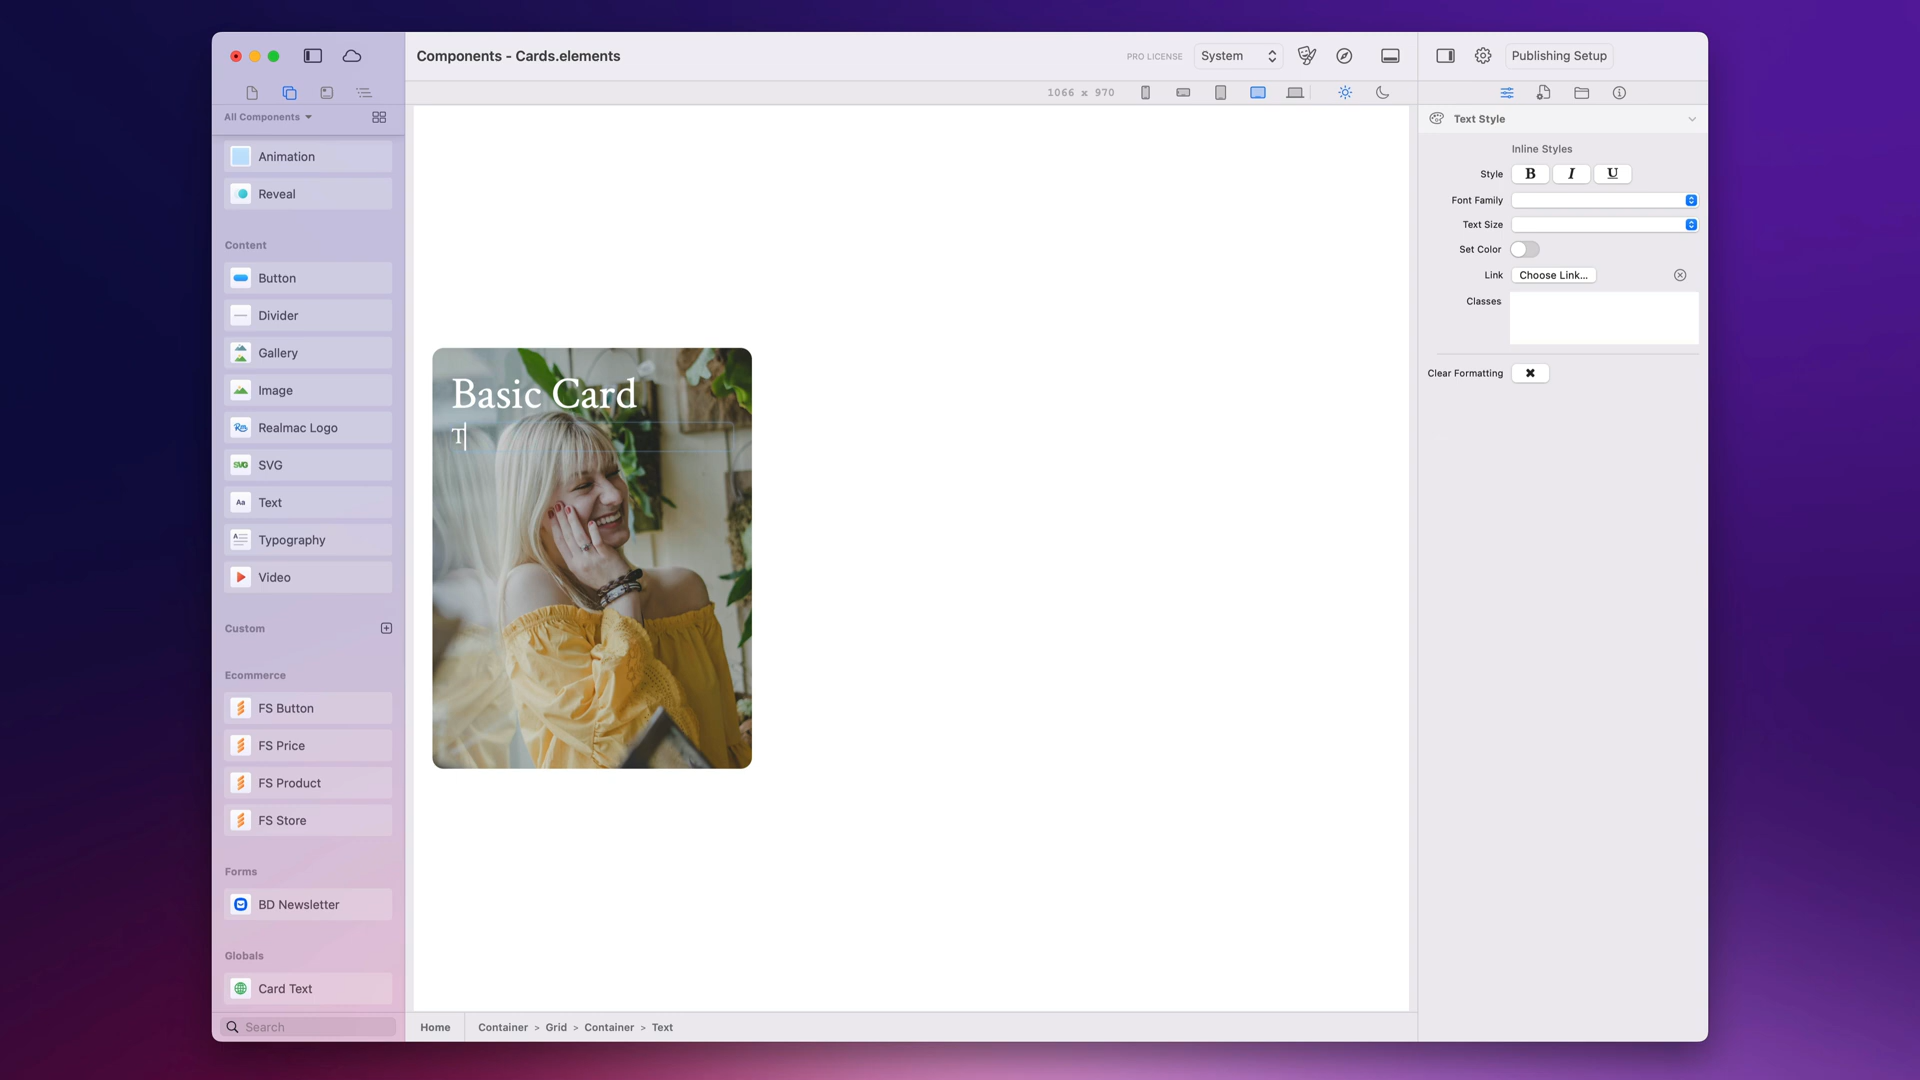 Components - Cards.elements
PRO LICENSE
System
Publishing Setup
1066 x 970
All Components
Animation
Reveal
Content
Button
Divider
Gallery
Image
Realmac Logo
SVG
SVG
Aa
Text
Typography
Video
Custom
Ecommerce
FS Button
FS Price
FS Product
FS Store
Forms
BD Newsletter
Globals
Card Text
Search
Basic Card
T
Home
Container > Grid > Container > Text
Text Style
Inline Styles
Style B I U
Font Family
Text Size
Set Color
Link Choose Link...
Classes
Clear Formatting